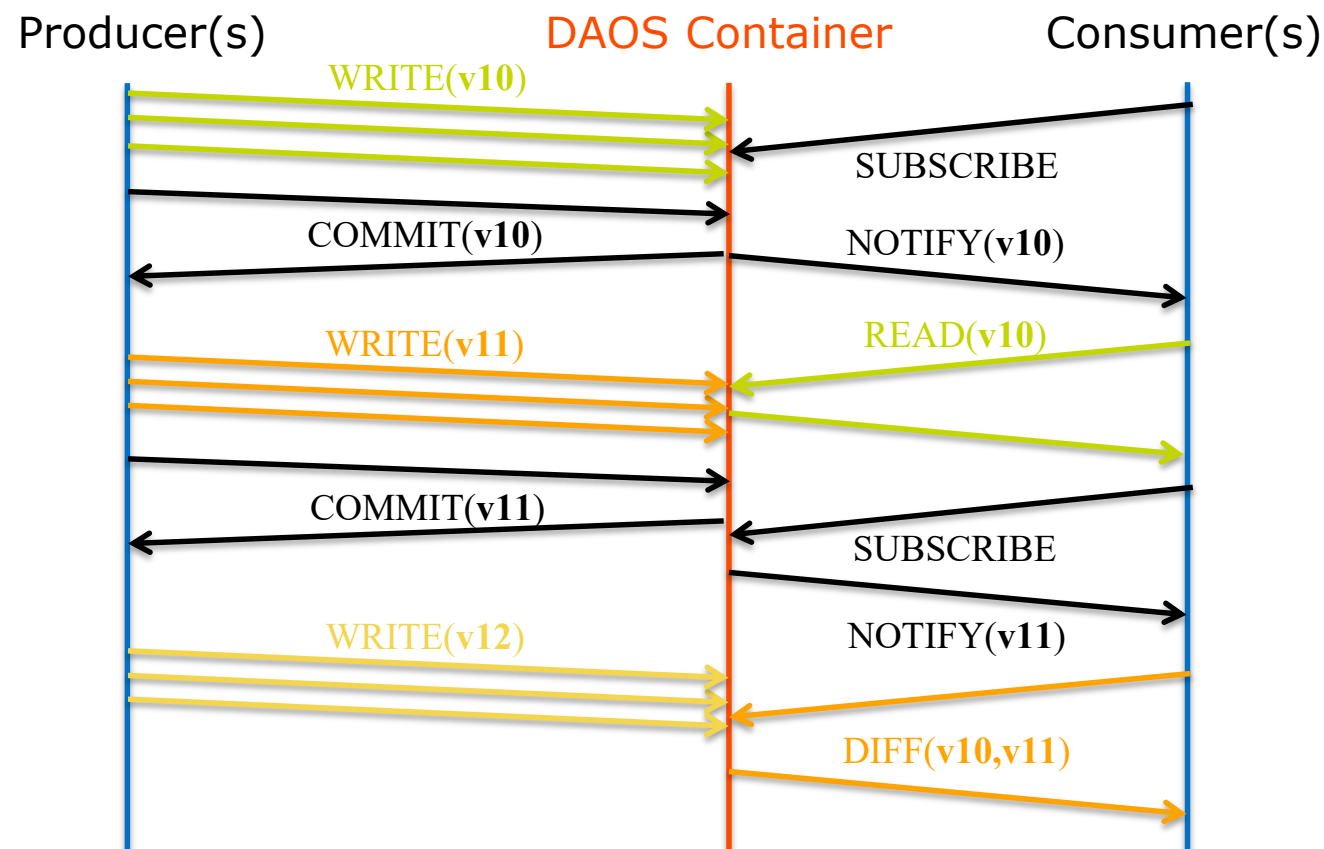 Producer(s)
DAOS Container
Consumer(s)
WRITE(v10)
SUBSCRIBE
COMMIT(v10)
NOTIFY(v10)
WRITE(v11)
READ(v10)
COMMIT(v11)
SUBSCRIBE
WRITE(v12)
NOTIFY(v11)
DIFF(v10,v11)